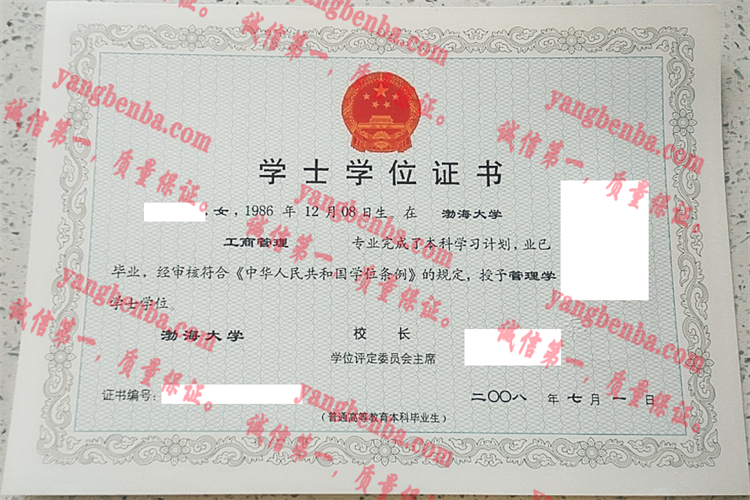 学士学位证书
，女，1986 年 12 月 08 日生 在 渤海大学
工商管理 专业完成了本科学习计划，业已
毕业，经审核符合《中华人民共和国学位条例》的规定，授予管理学
学士学位。
渤海大学 校 长
学位评定委员会主席
证书编号：
二〇〇八 年 七 月 一 日
（普通高等教育本科毕业生）
yangbenba.com
诚信第一，质量保证。